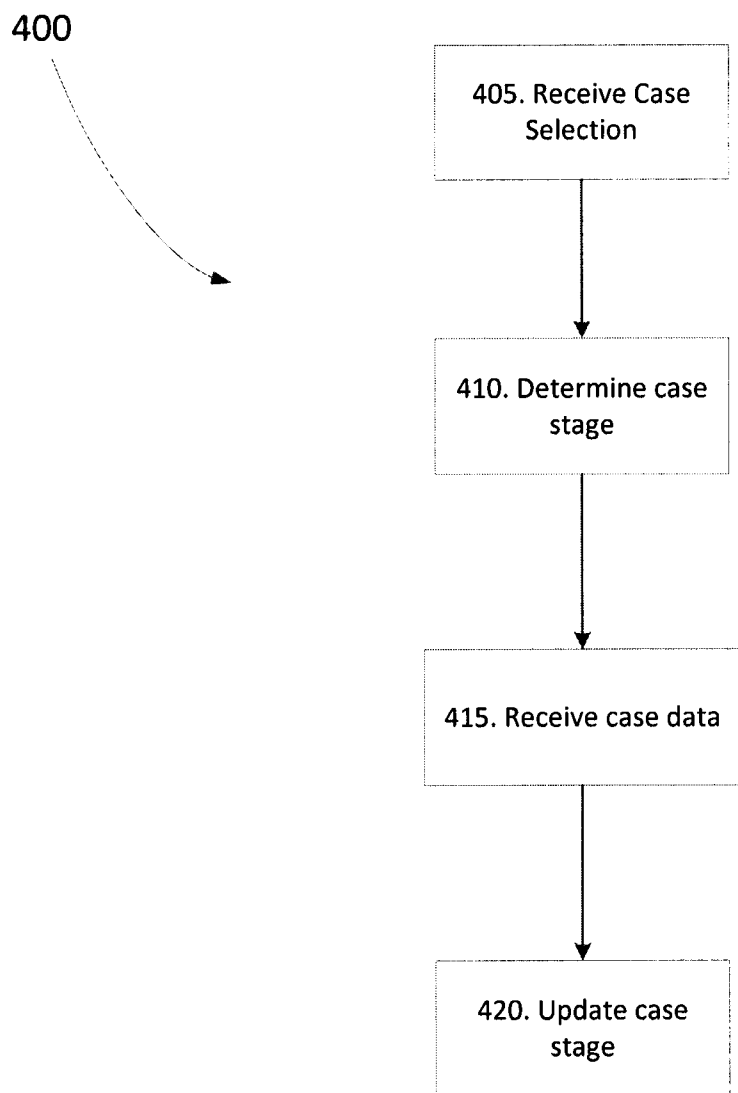 400
405. Receive Case
Selection
410. Determine case
stage
415. Receive case data
420. Update case
stage